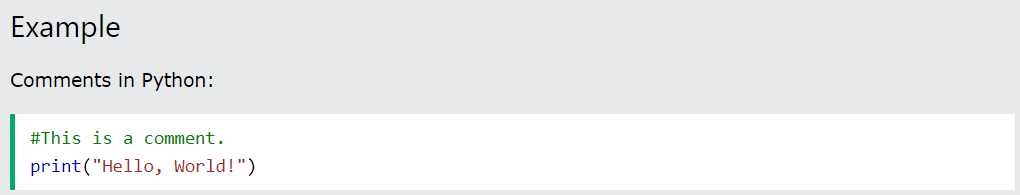 Example
Comments in Python:
#This is a comment.
print("Hello, World!")